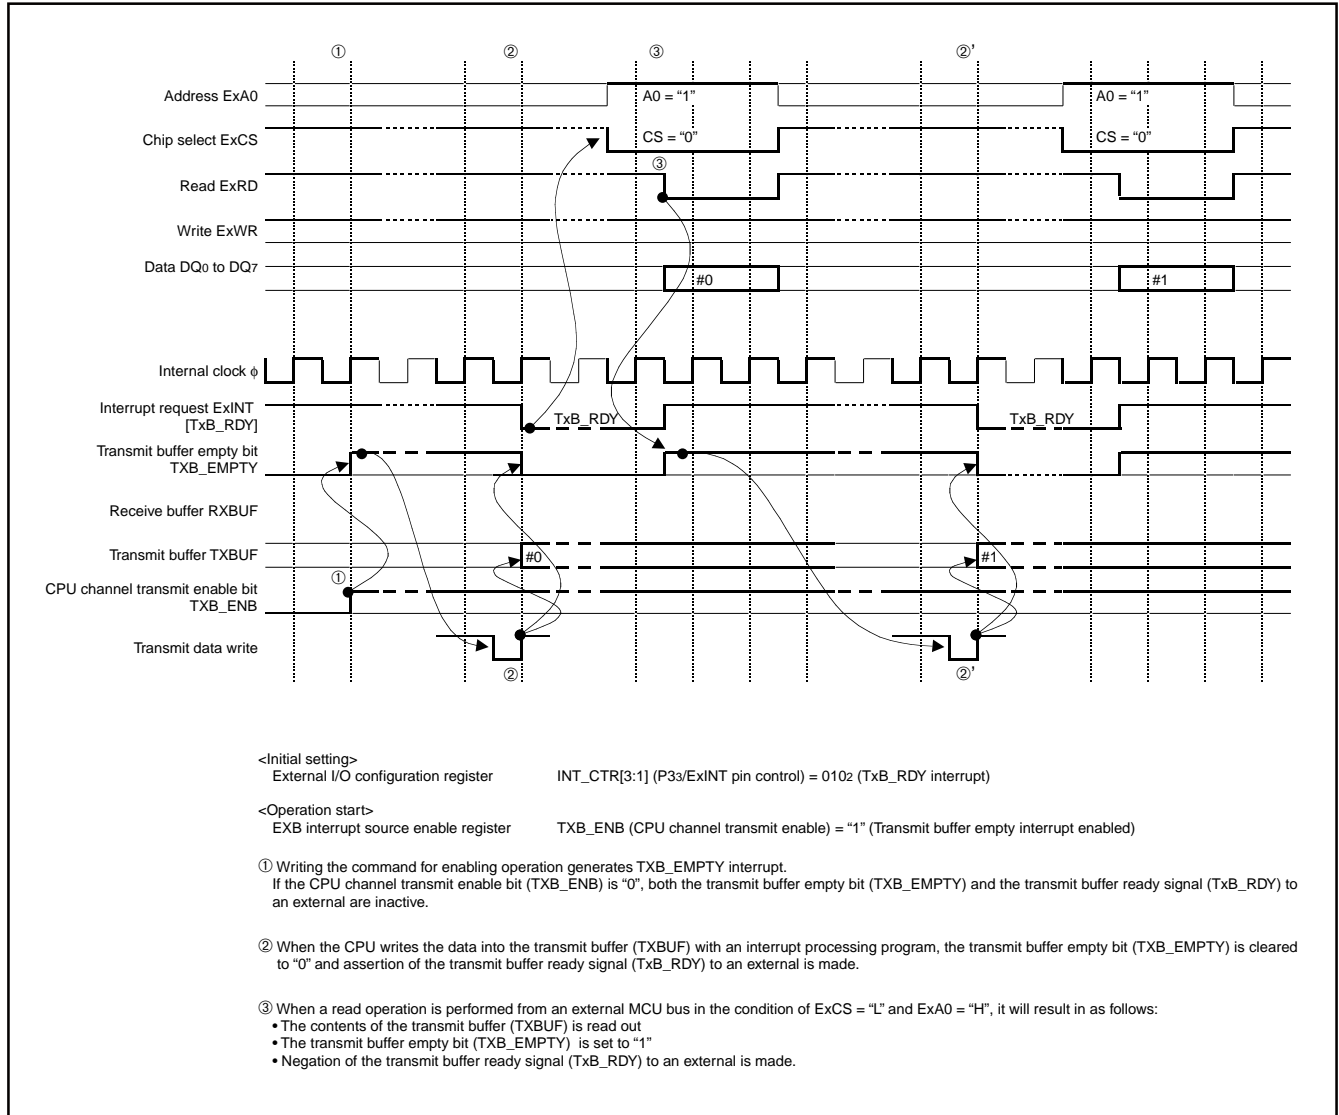 ① ② ③ ②’
Address ExA0 A0 = “1” A0 = “1”
Chip select ExCS CS = “0” CS = “0”
③
Read ExRD
Write ExWR
Data DQ0 to DQ7 #0 #1
Internal clock ϕ
Interrupt request ExINT
[TxB_RDY] TxB_RDY TxB_RDY
Transmit buffer empty bit
TXB_EMPTY
Receive buffer RXBUF
Transmit buffer TXBUF #0 #1
CPU channel transmit enable bit ①
TXB_ENB
Transmit data write
② ②’
<Initial setting>
External I/O configuration register INT_CTR[3:1] (P33/ExINT pin control) = 0102 (TxB_RDY interrupt)
<Operation start>
EXB interrupt source enable register TXB_ENB (CPU channel transmit enable) = “1” (Transmit buffer empty interrupt enabled)
① Writing the command for enabling operation generates TXB_EMPTY interrupt.
If the CPU channel transmit enable bit (TXB_ENB) is “0”, both the transmit buffer empty bit (TXB_EMPTY) and the transmit buffer ready signal (TxB_RDY) to
an external are inactive.
② When the CPU writes the data into the transmit buffer (TXBUF) with an interrupt processing program, the transmit buffer empty bit (TXB_EMPTY) is cleared
to “0” and assertion of the transmit buffer ready signal (TxB_RDY) to an external is made.
③ When a read operation is performed from an external MCU bus in the condition of ExCS = “L” and ExA0 = “H”, it will result in as follows:
• The contents of the transmit buffer (TXBUF) is read out
• The transmit buffer empty bit (TXB_EMPTY) is set to “1”
• Negation of the transmit buffer ready signal (TxB_RDY) to an external is made.